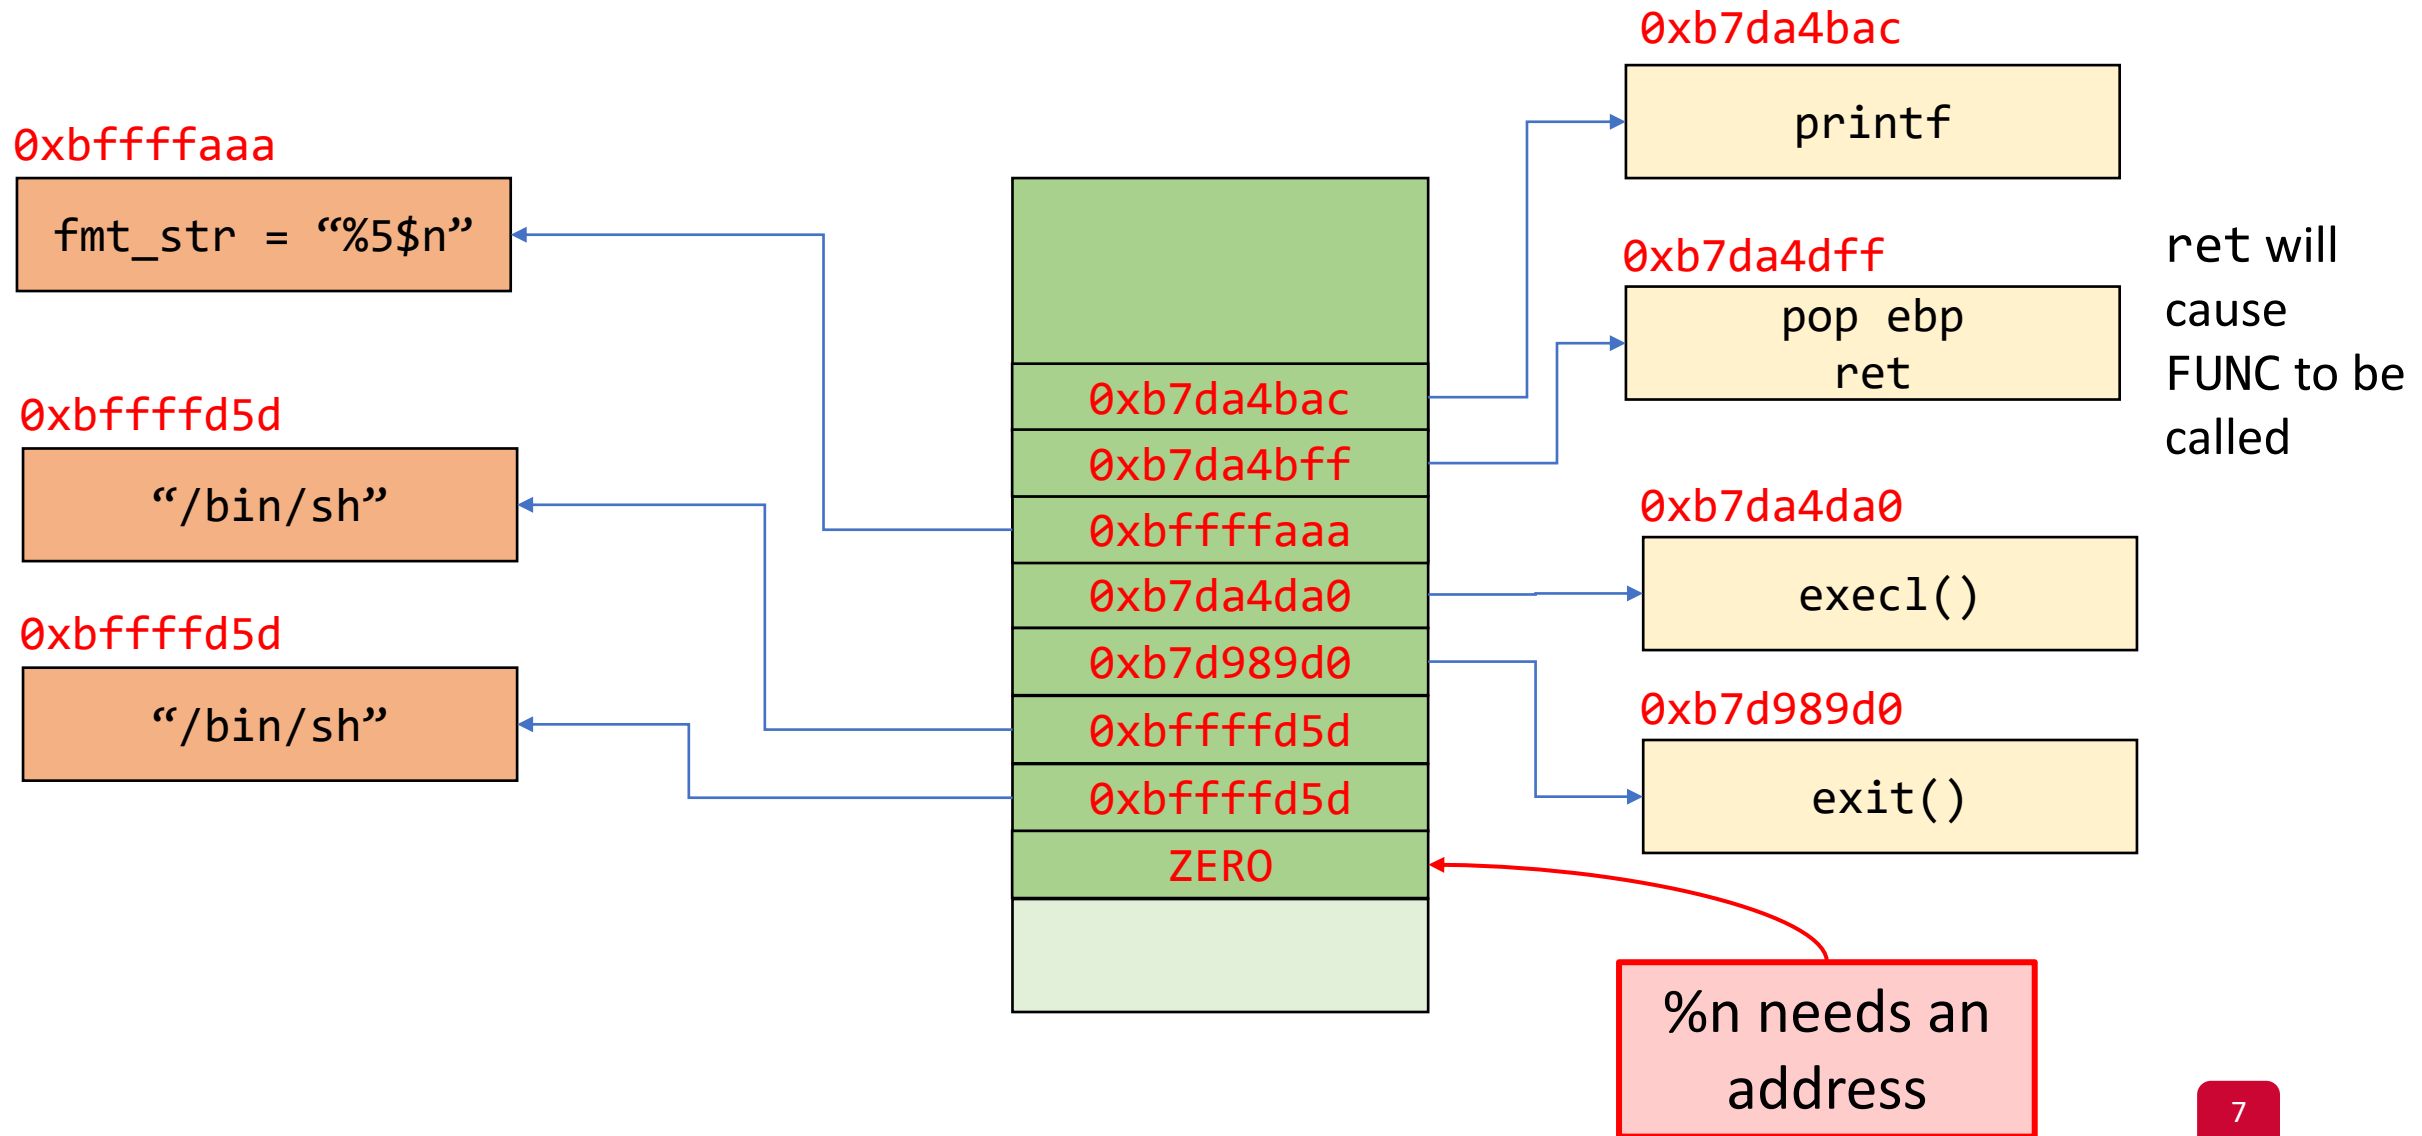 0xbffffaaa
fmt_str = “%5$n”
0xbffffd5d
“/bin/sh”
0xbffffd5d
“/bin/sh”
0xb7da4bac
0xb7da4bff
0xbffffaaa
0xb7da4da0
0xb7d989d0
0xbffffd5d
0xbffffd5d
ZERO
0xb7da4bac
printf
0xb7da4dff
pop ebp
ret
ret will
cause
FUNC to be
called
0xb7da4da0
execl()
0xb7d989d0
exit()
%n needs an
address
7